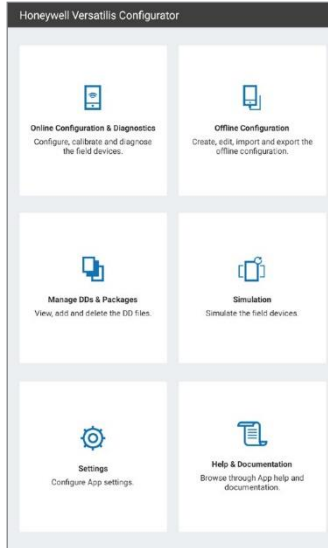 Honeywell Versatilis Configurator
Online Configuration & Diagnostics
Configure, calibrate and diagnose
the field devices.
Offline Configuration
Create, edit, import and export the
offline configuration.
Manage DDs & Packages
View, add and delete the DD files.
Simulation
Simulate the field devices
Settings
Configure App settings.
Help & Documentation
Browse through App help and
documentation.